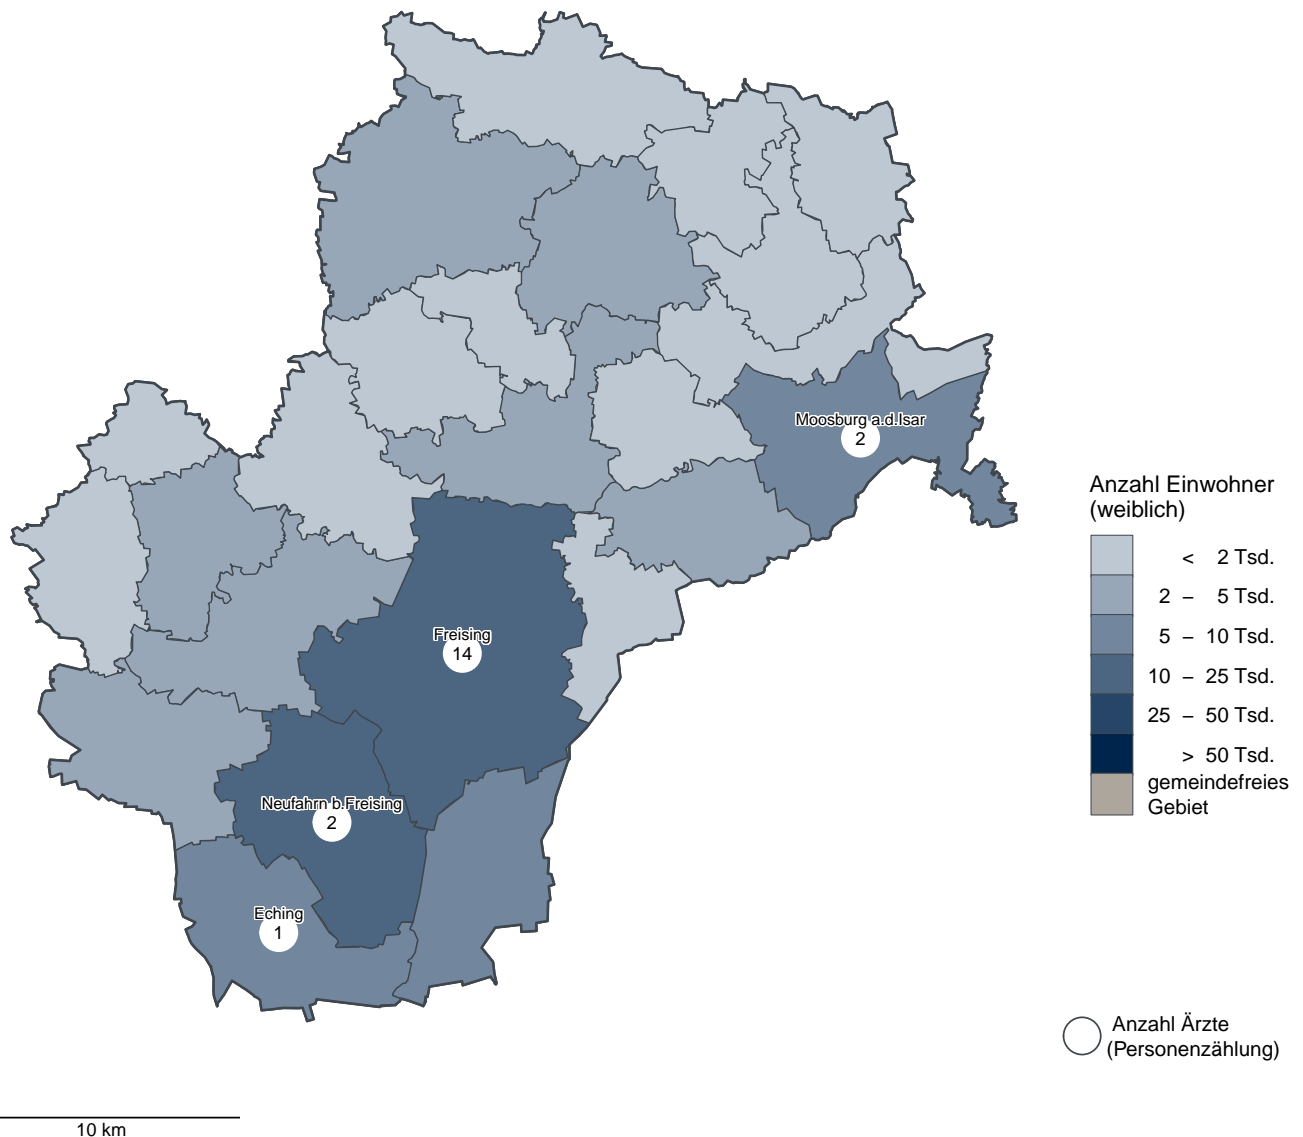 Moosburg a.d.Isar
2
Freising
14
Neufahrn b.Freising
2
Eching
1
Anzahl Einwohner
(weiblich)
< 2 Tsd.
2 – 5 Tsd.
5 – 10 Tsd.
10 – 25 Tsd.
25 – 50 Tsd.
> 50 Tsd.
gemeindefreies
Gebiet
Anzahl Ärzte
(Personenzählung)
10 km